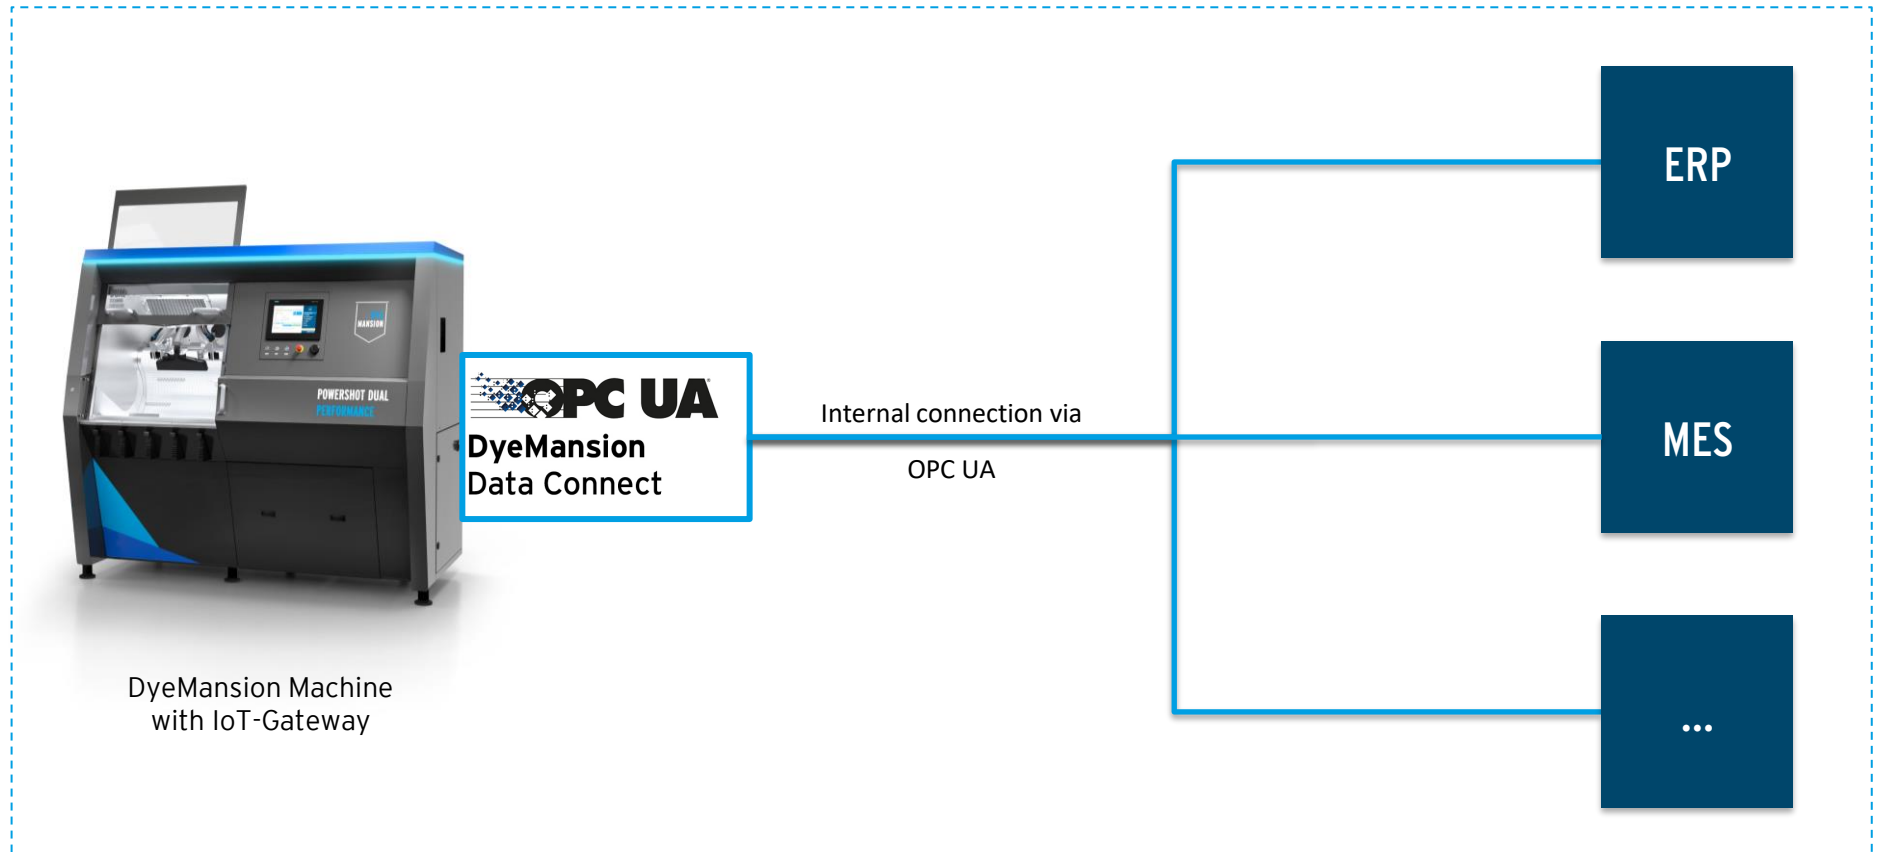 MANSION
POWERSHOT DUAL
PERFORMANCE
OPC UA
DyeMansion
Data Connect
DyeMansion Machine
with IoT-Gateway
Internal connection via
OPC UA
ERP
MES
...